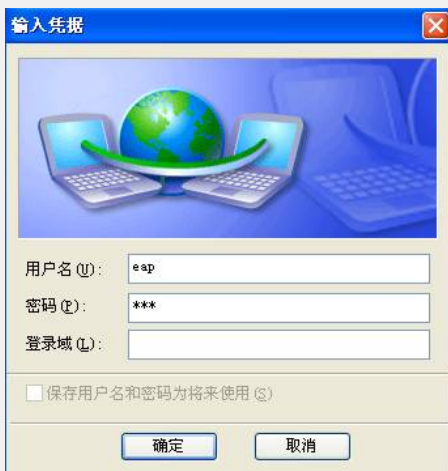 输入凭据
用户名(U): eap
密码(P): ***
登录域(L):
保存用户名和密码为将来使用(S)
确定 取消